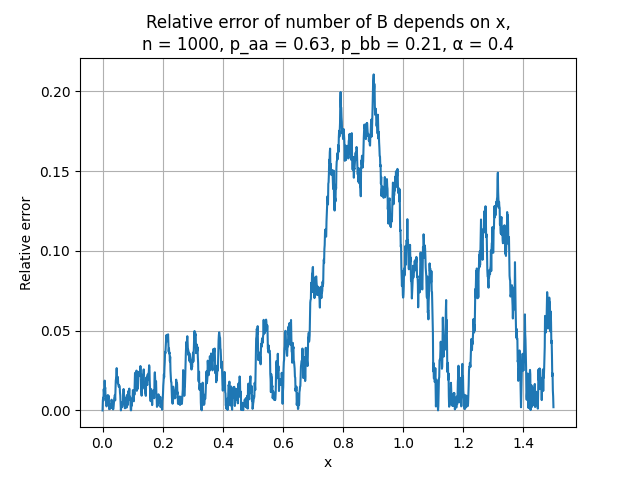 Relative error of number of B depends on x,
n = 1000, p_aa = 0.63, p_bb = 0.21, α = 0.4
0.20
0.15
0.10
0.05
0.00
Relative error
0.0 0.2 0.4 0.6 0.8 1.0 1.2 1.4
x